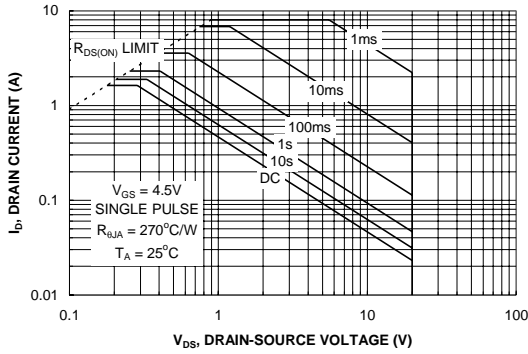 10
R_DS(ON) LIMIT
1ms
10ms
1
100ms
1s
10s
DC
V_GS = 4.5V
SINGLE PULSE
R_θJA = 270°C/W
T_A = 25°C
0.1
0.01
0.1
1
10
100
I_D, DRAIN CURRENT (A)
V_DS, DRAIN-SOURCE VOLTAGE (V)